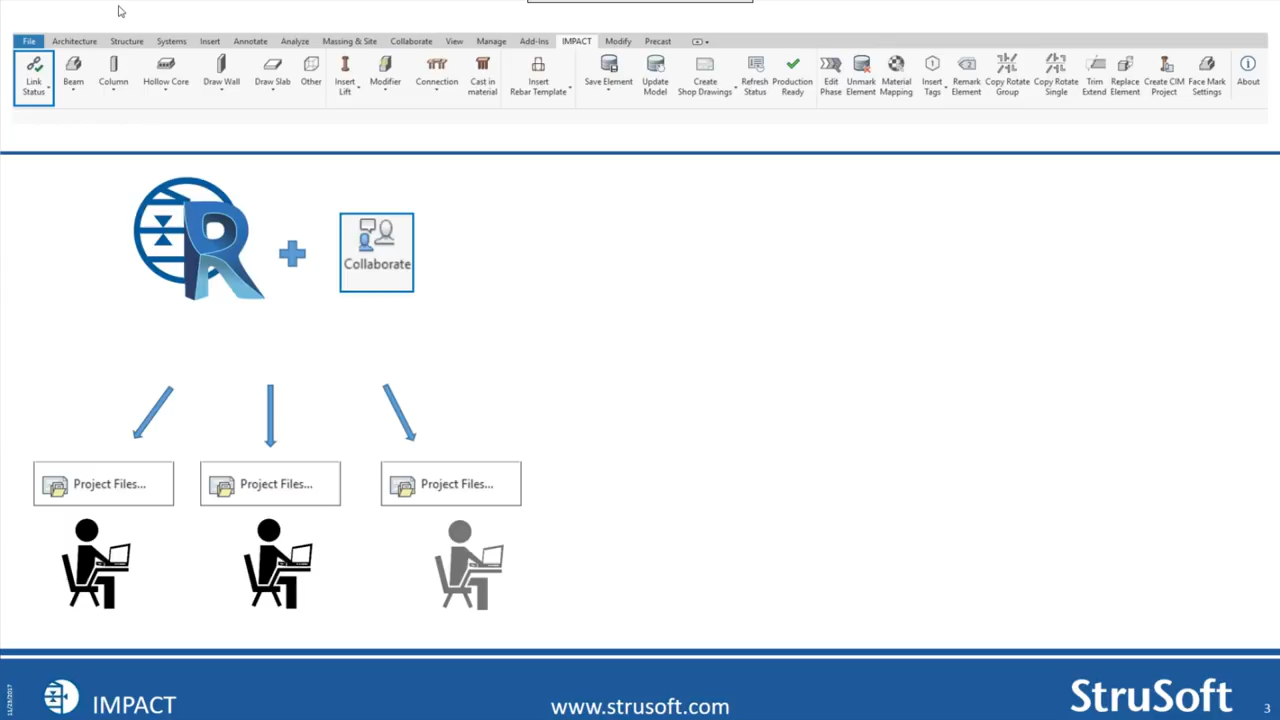 File Architecture Structure Systems Insert Annotate Analyze Massing & Site Collaborate View Manage Add-Ins IMPACT Modify Precast
Link Status Beam Column Hollow Core Draw Wall Draw Slab Other Insert Lift Modifier Connection Cast in material Insert Rebar Template Save Element Update Model Create Shop Drawings Refresh Status Production Ready Edit Phase Unmark Element Material Mapping Insert Tags Remark Element Copy Rotate Group Copy Rotate Single Trim Extend Replace Element Create CIM Project Face Mark Settings About
R
Collaborate
Project Files... Project Files... Project Files...
11/23/2017
IMPACT
www.strusoft.com
StruSoft
3